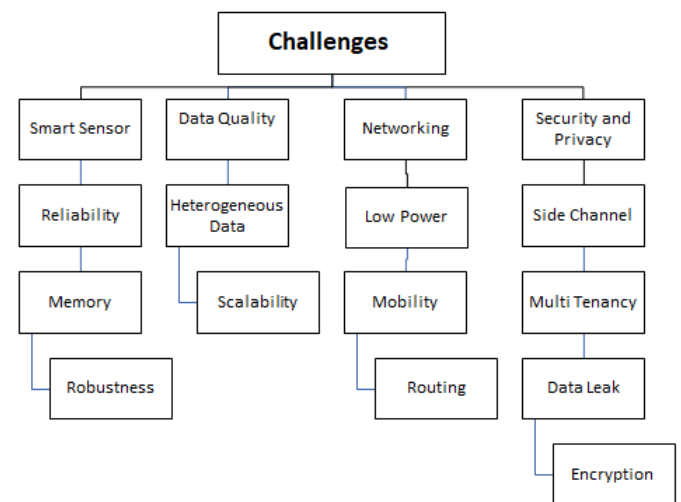 Challenges
Smart Sensor
Data Quality
Networking
Security and
Privacy
Reliability
Heterogeneous
Data
Low Power
Side Channel
Memory
Scalability
Mobility
Multi Tenancy
Robustness
Routing
Data Leak
Encryption